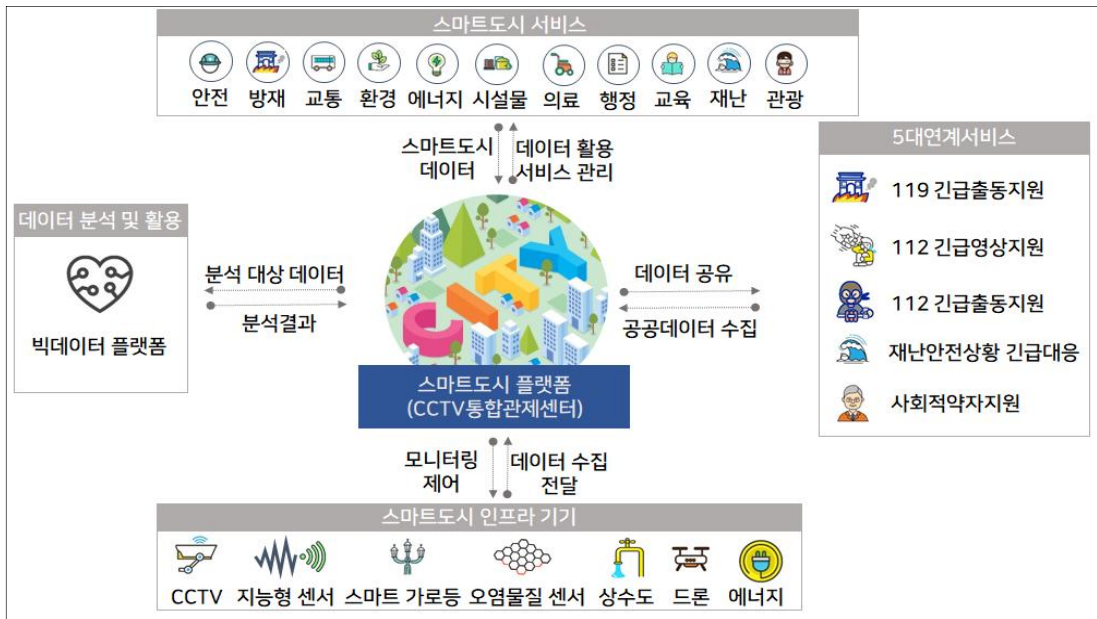 스마트도시 서비스
안전 방재 교통 환경 에너지 시설물 의료 행정 교육 재난 관광
스마트도시
데이터
데이터 활용
서비스 관리
5대연계서비스
119 긴급출동지원
112 긴급영상지원
112 긴급출동지원
재난안전상황 긴급대응
사회적약자지원
데이터 분석 및 활용
빅데이터 플랫폼
분석 대상 데이터
분석결과
CITY
데이터 공유
공공데이터 수집
스마트도시 플랫폼
(CCTV통합관제센터)
모니터링
제어
데이터 수집
전달
스마트도시 인프라 기기
CCTV 지능형 센서 스마트 가로등 오염물질 센서 상수도 드론 에너지